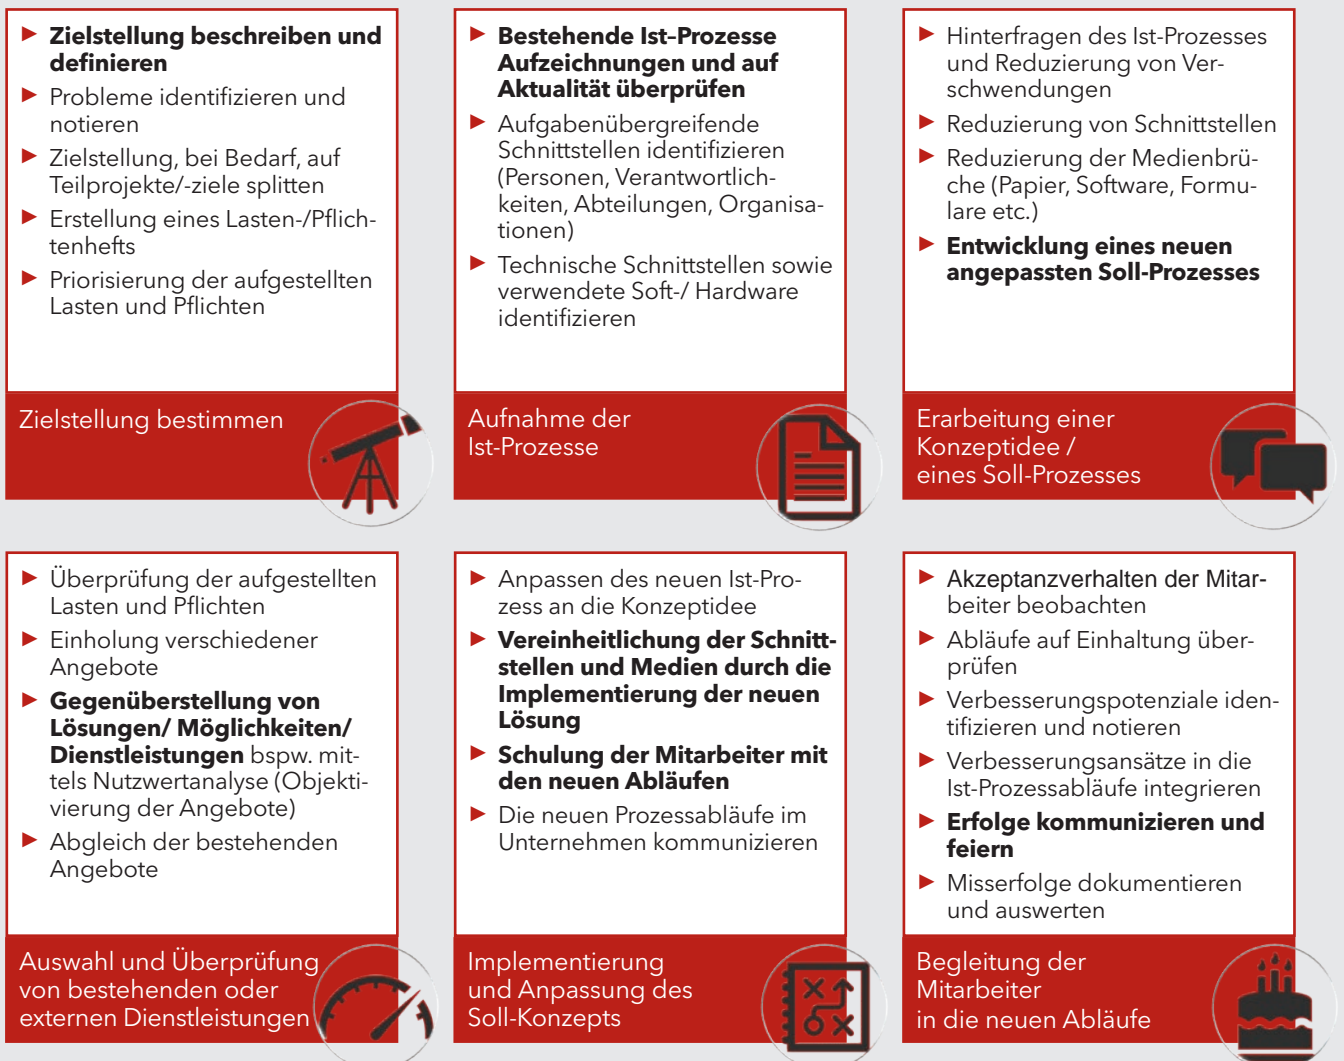 Zielstellung beschreiben und
definieren
Probleme identifizieren und
notieren
Zielstellung, bei Bedarf, auf
Teilprojekte/-ziele splitten
Erstellung eines Lasten-/Pflich-
tenhefts
Priorisierung der aufgestellten
Lasten und Pflichten
Zielstellung bestimmen
Bestehende Ist–Prozesse
Aufzeichnungen und auf
Aktualität überprüfen
Aufgabenübergreifende
Schnittstellen identifizieren
(Personen, Verantwortlich-
keiten, Abteilungen, Organisa-
tionen)
Technische Schnittstellen sowie
verwendete Soft-/ Hardware
identifizieren
Aufnahme der
Ist-Prozesse
Hinterfragen des Ist-Prozesses
und Reduzierung von Ver-
schwendungen
Reduzierung von Schnittstellen
Reduzierung der Medienbrü-
che (Papier, Software, Formu-
lare etc.)
Entwicklung eines neuen
angepassten Soll-Prozesses
Erarbeitung einer
Konzeptidee /
eines Soll-Prozesses
Überprüfung der aufgestellten
Lasten und Pflichten
Einholung verschiedener
Angebote
Gegenüberstellung von
Lösungen/ Möglichkeiten/
Dienstleistungen bspw. mit-
tels Nutzwertanalyse (Objekti-
vierung der Angebote)
Abgleich der bestehenden
Angebote
Auswahl und Überprüfung
von bestehenden oder
externen Dienstleistungen
Anpassen des neuen Ist-Pro-
zess an die Konzeptidee
Vereinheitlichung der Schnitt-
stellen und Medien durch die
Implementierung der neuen
Lösung
Schulung der Mitarbeiter mit
den neuen Abläufen
Die neuen Prozessabläufe im
Unternehmen kommunizieren
Implementierung
und Anpassung des
Soll-Konzepts
Akzeptanzverhalten der Mitar-
beiter beobachten
Abläufe auf Einhaltung über-
prüfen
Verbesserungspotenziale iden-
tifizieren und notieren
Verbesserungsansätze in die
Ist-Prozessabläufe integrieren
Erfolge kommunizieren und
feiern
Misserfolge dokumentieren
und auswerten
Begleitung der
Mitarbeiter
in die neuen Abläufe